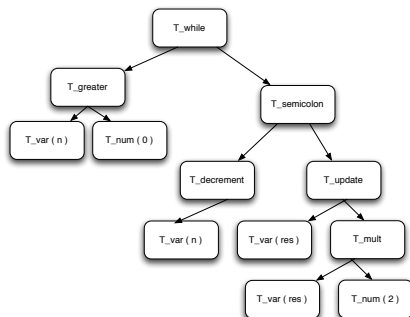 T_while
T_greater
T_semicolon
T_var ( n )
T_num ( 0 )
T_decrement
T_update
T_var ( n )
T_var ( res )
T_mult
T_var ( res )
T_num ( 2 )